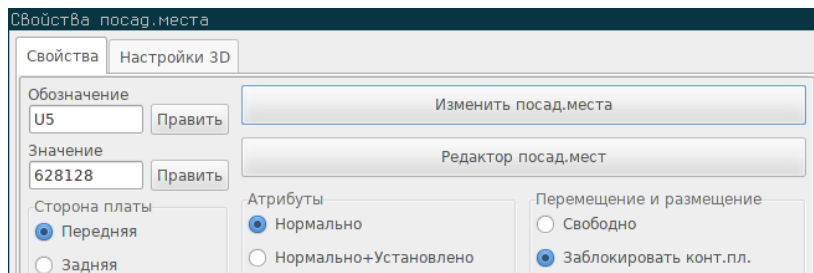 Свойства посад.места
Свойства
Настройки 3D
Обозначение
U5
Править
Изменить посад.места
Значение
628128
Править
Редактор посад.мест
Сторона платы
Передняя
Задняя
Атрибуты
Нормально
Нормально+Установлено
Перемещение и размещение
Свободно
Заблокировать конт.пл.